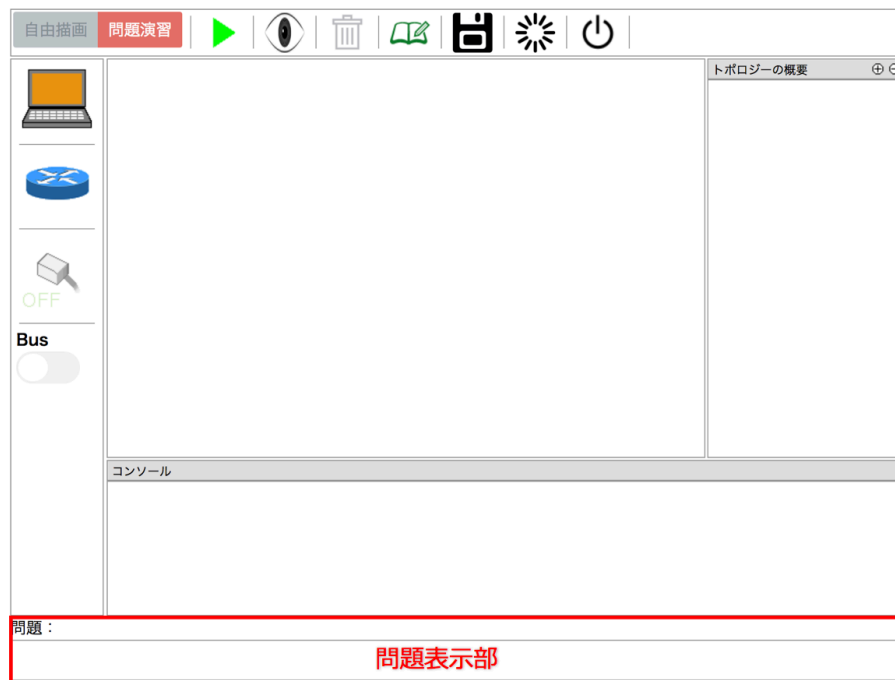 自由描画 問題演習
トポロジーの概要
OFF
Bus
コンソール
問題：
問題表示部